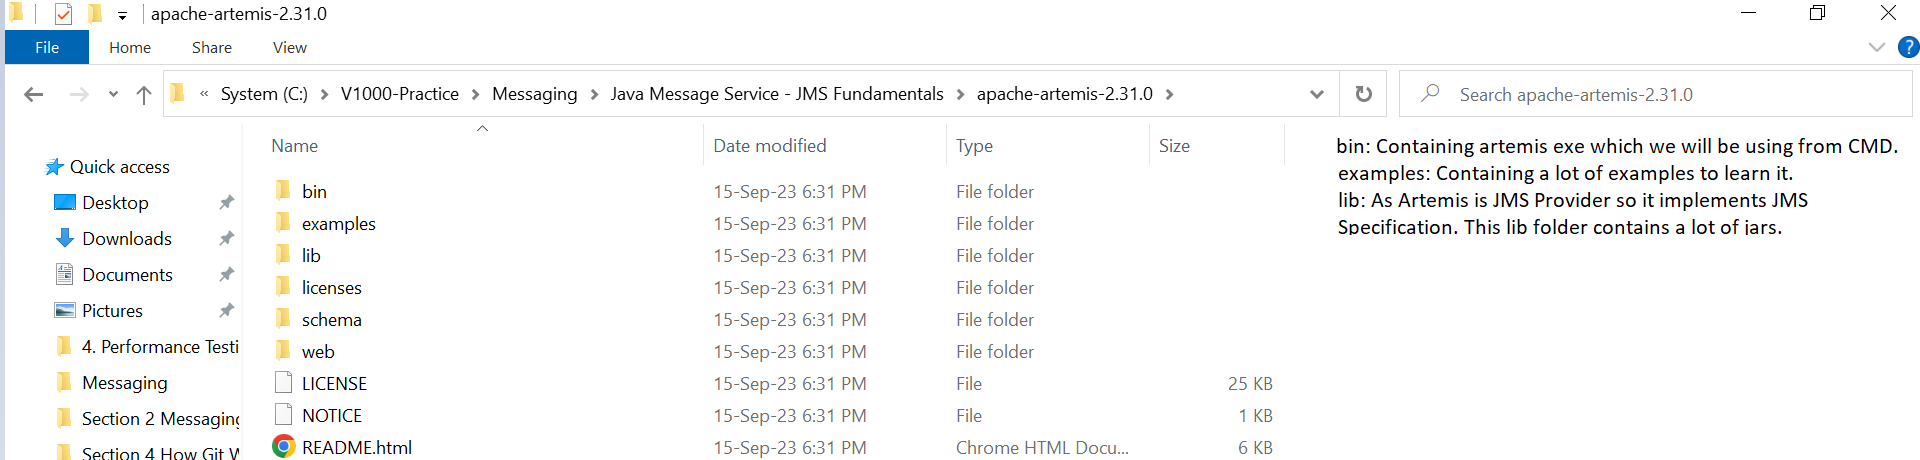 apache-artemis-2.31.0
File Home Share View
« System (C:) > V1000-Practice > Messaging > Java Message Service - JMS Fundamentals > apache-artemis-2.31.0 >
Search apache-artemis-2.31.0
Quick access
Desktop
Downloads
Documents
Pictures
4. Performance Testi
Messaging
Section 2 Messaging
Section 4 How Git W
Name Date modified Type Size
bin 15-Sep-23 6:31 PM File folder
examples 15-Sep-23 6:31 PM File folder
lib 15-Sep-23 6:31 PM File folder
licenses 15-Sep-23 6:31 PM File folder
schema 15-Sep-23 6:31 PM File folder
web 15-Sep-23 6:31 PM File folder
LICENSE 15-Sep-23 6:31 PM File 25 KB
NOTICE 15-Sep-23 6:31 PM File 1 KB
README.html 15-Sep-23 6:31 PM Chrome HTML Docu... 6 KB
bin: Containing artemis exe which we will be using from CMD.
examples: Containing a lot of examples to learn it.
lib: As Artemis is JMS Provider so it implements JMS
Specification. This lib folder contains a lot of jars.